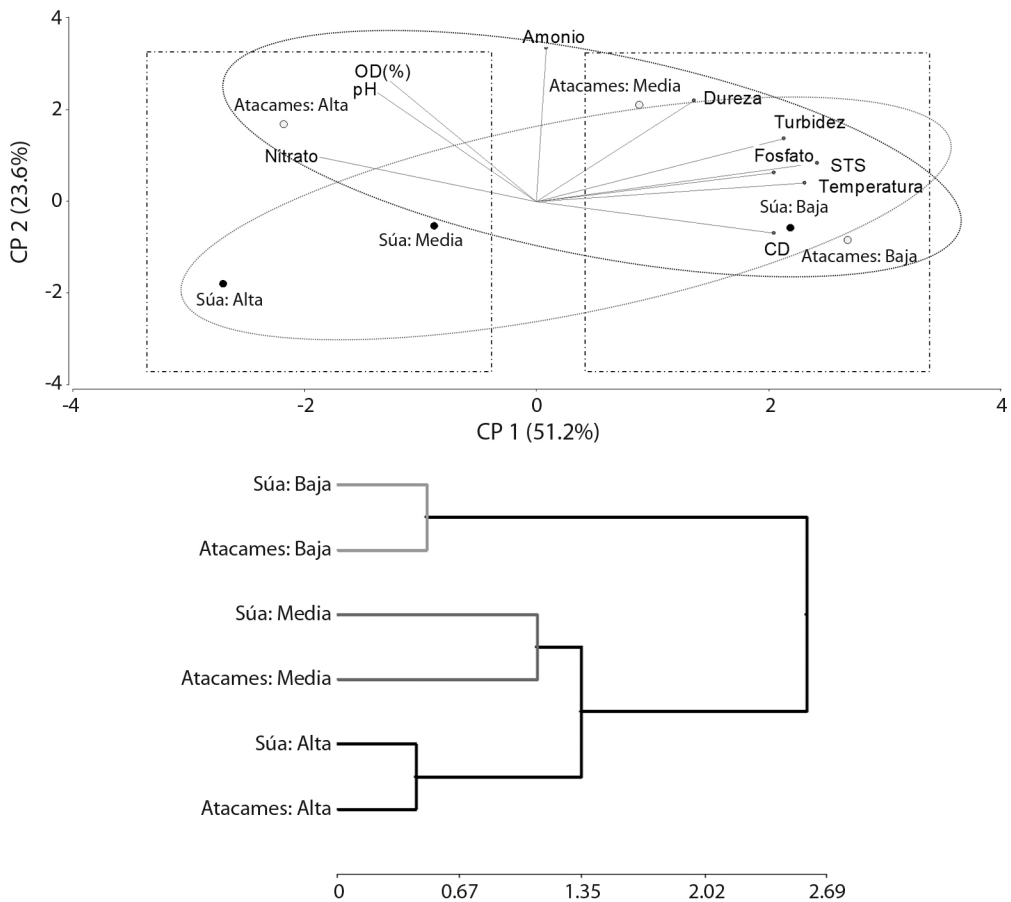 4
2
0
-2
-4
CP 2 (23.6%)
Amonio
OD(%)
pH
Atacames: Alta
Atacames: Media
Dureza
Turbidez
Nitrato
Fosfato
STS
Temperatura
Súa: Baja
Súa: Media
CD
Atacames: Baja
Súa: Alta
-4
-2
0
2
4
CP 1 (51.2%)
Súa: Baja
Atacames: Baja
Súa: Media
Atacames: Media
Súa: Alta
Atacames: Alta
0
0.67
1.35
2.02
2.69